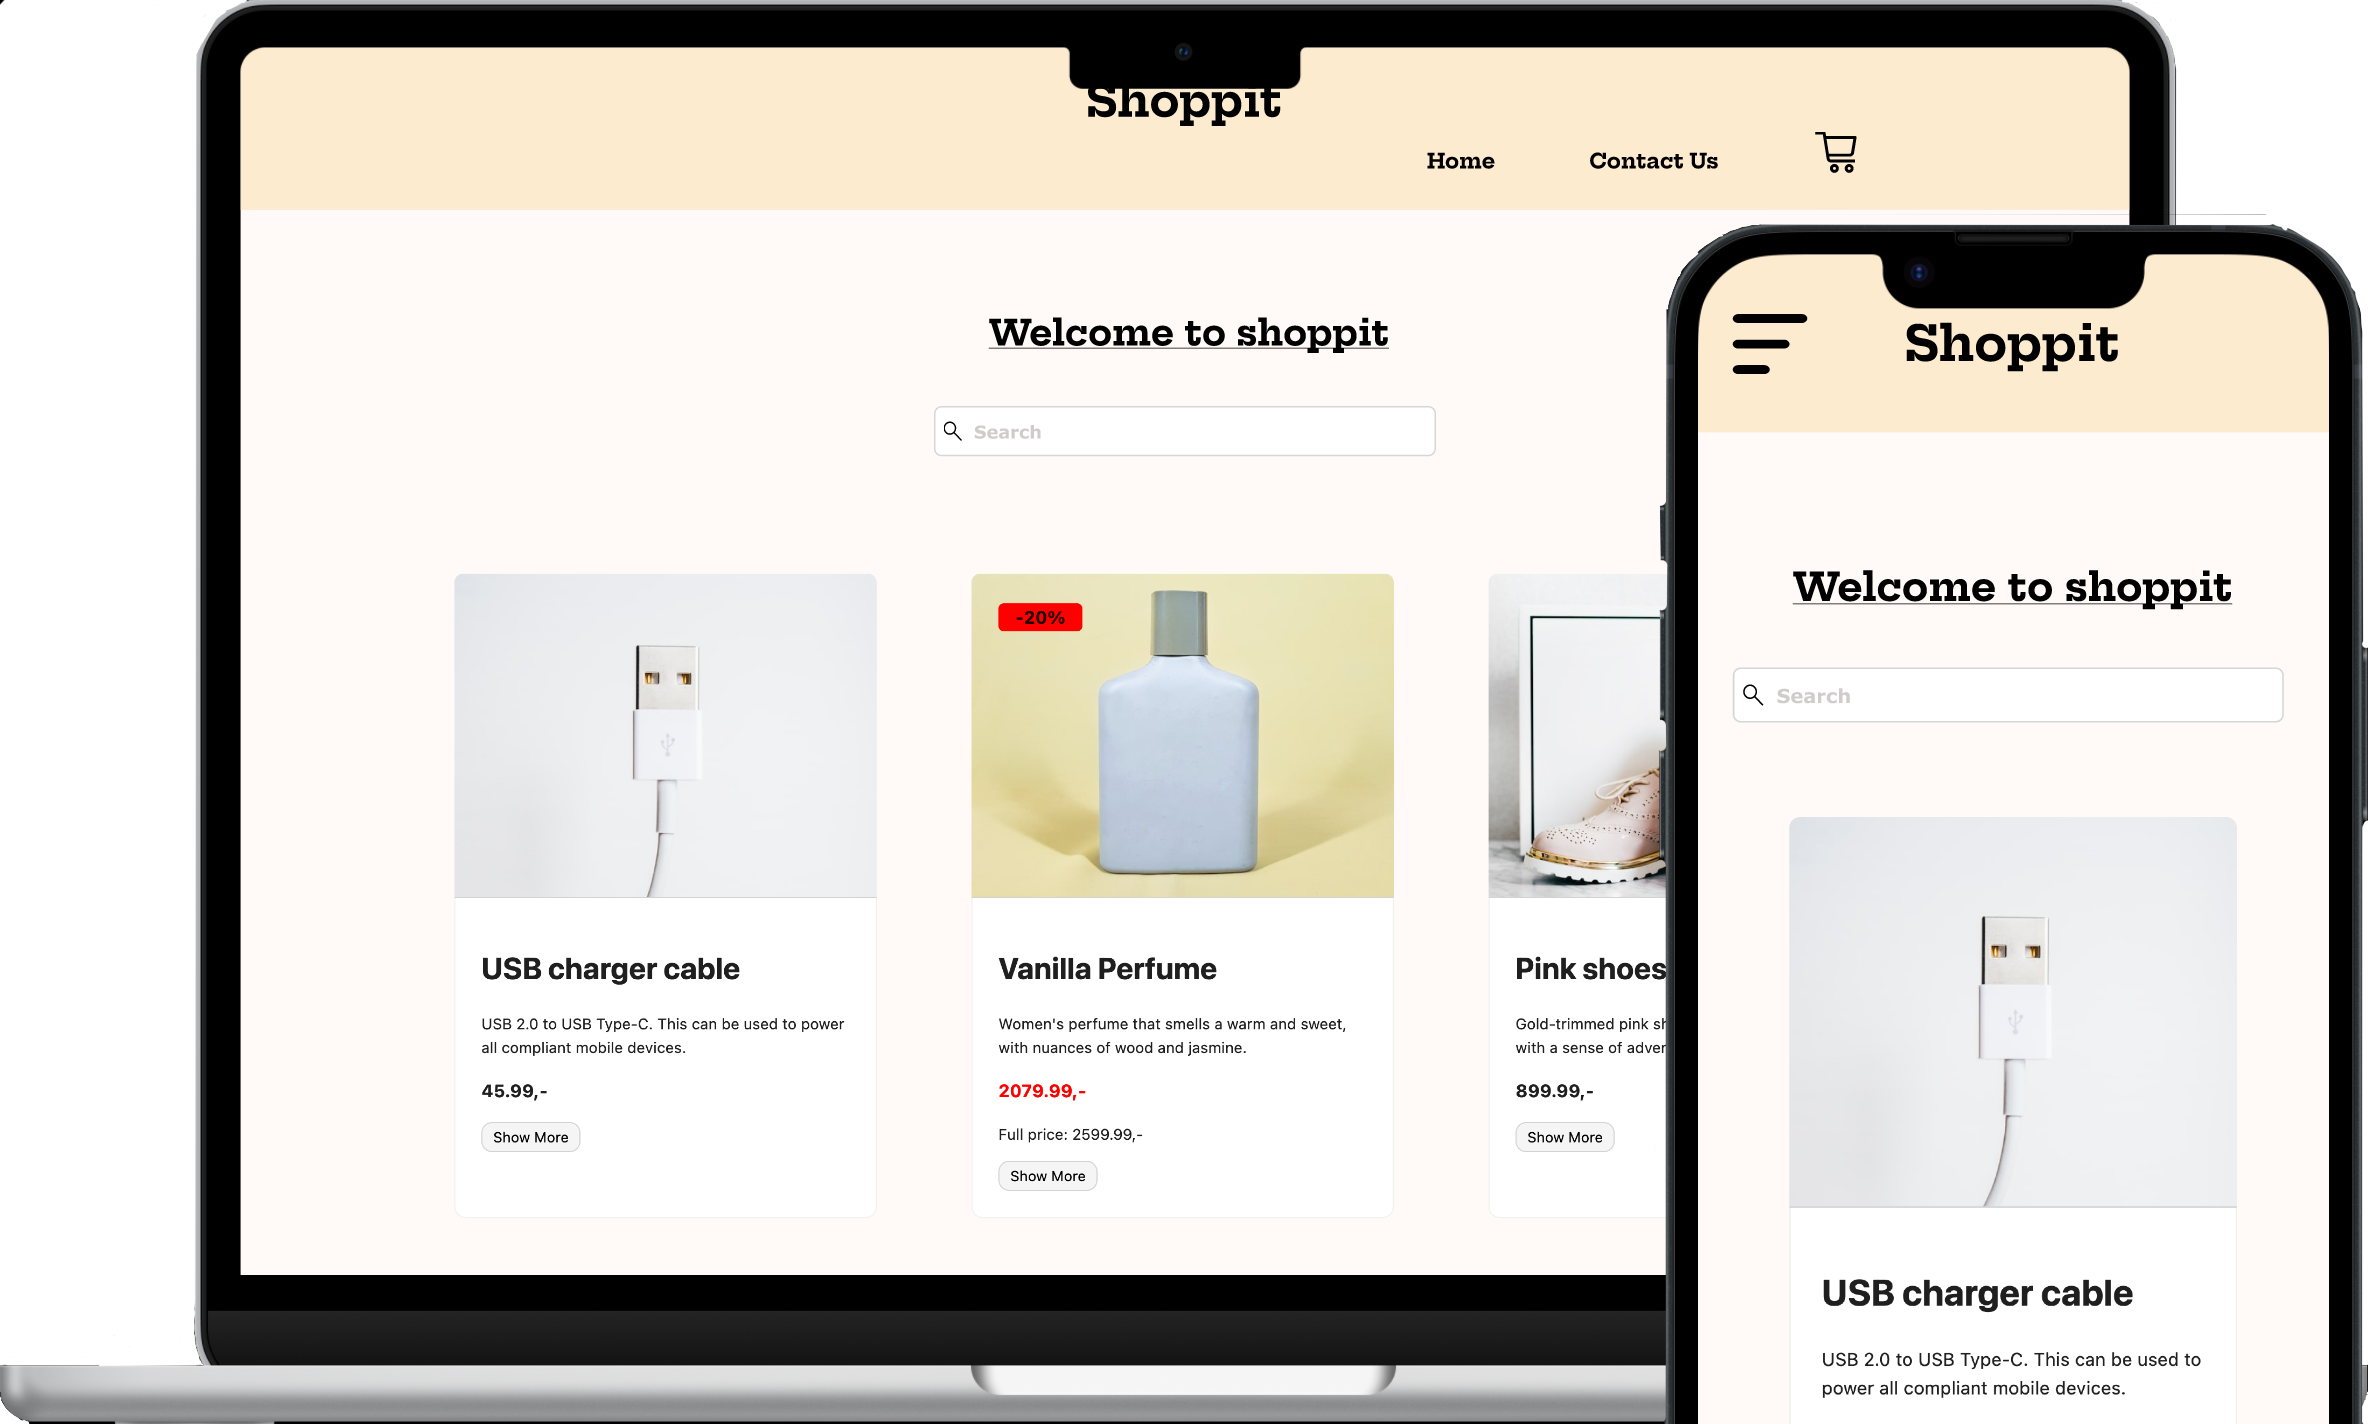 Shoppit
Home
Contact Us
Welcome to shoppit
Search
-20%
USB charger cable
USB 2.0 to USB Type-C. This can be used to power
all compliant mobile devices.
45.99,-
Show More
Vanilla Perfume
Women's perfume that smells a warm and sweet,
with nuances of wood and jasmine.
2079.99,-
Full price: 2599.99,-
Show More
Pink shoes
Gold-trimmed pink
with a sense of
899.99,-
Show More
Shoppit
Welcome to shoppit
Search
USB charger cable
USB 2.0 to USB Type-C. This can be used to
power all compliant mobile devices.